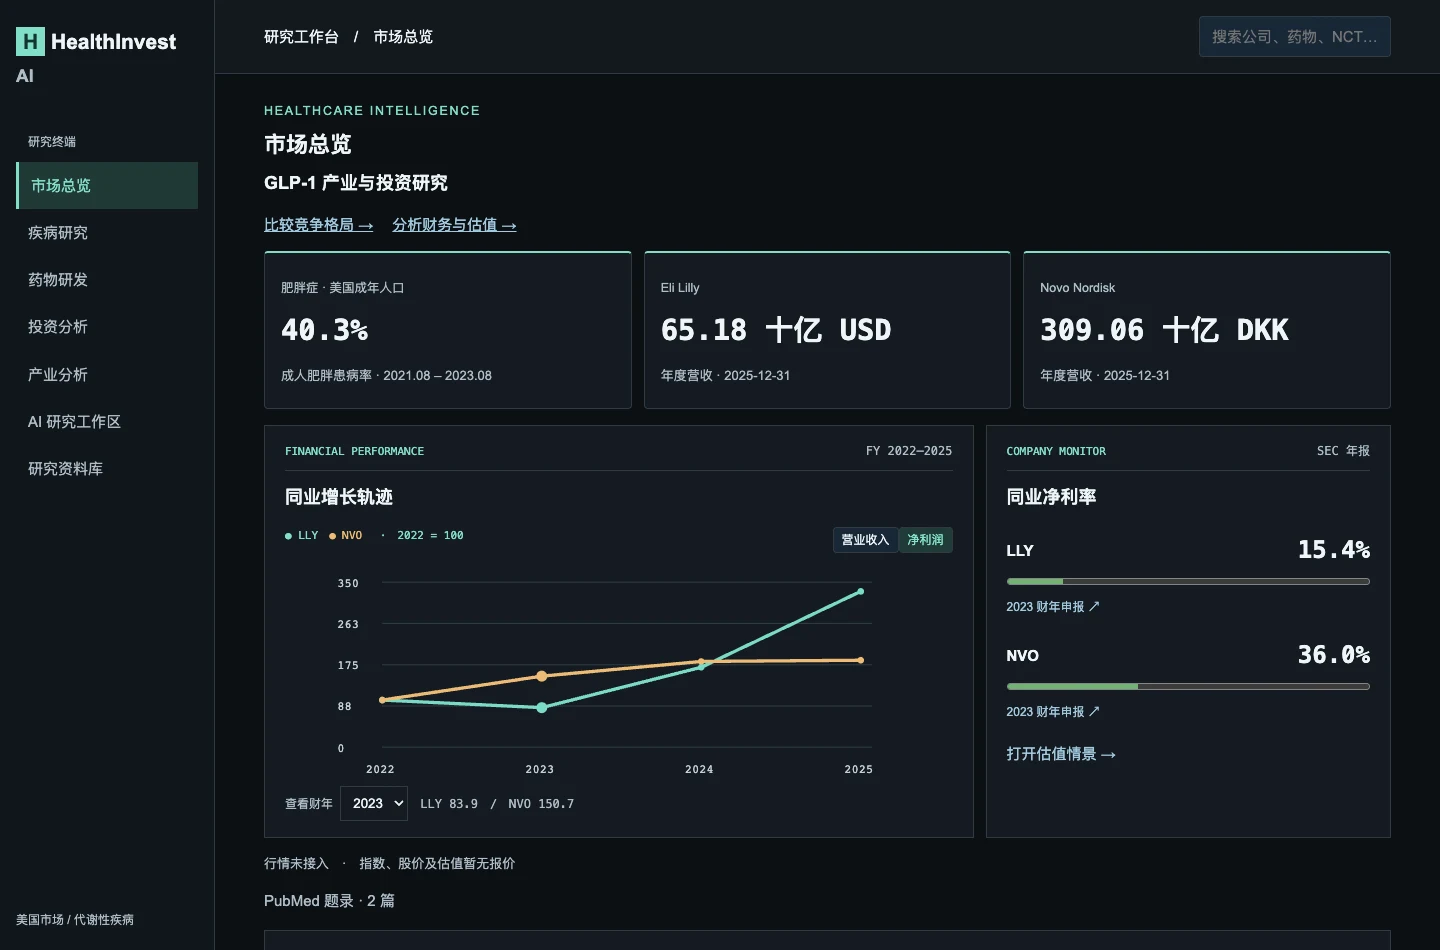 H HealthInvest
AI
研究终端
市场总览
疾病研究
药物研发
投资分析
产业分析
AI 研究工作区
研究资料库
美国市场 / 代谢性疾病
研究工作台 / 市场总览
搜索公司、药物、NCT…
HEALTHCARE INTELLIGENCE
市场总览
GLP-1 产业与投资研究
比较竞争格局 → 分析财务与估值 →
肥胖症 · 美国成年人口
40.3%
成人肥胖患病率 · 2021.08 – 2023.08
Eli Lilly
65.18 十亿 USD
年度营收 · 2025-12-31
Novo Nordisk
309.06 十亿 DKK
年度营收 · 2025-12-31
FINANCIAL PERFORMANCE FY 2022–2025
同业增长轨迹
LLY NVO · 2022 = 100
营业收入 净利润
350
263
175
88
0
2022 2023 2024 2025
查看财年 2023 LLY 83.9 / NVO 150.7
COMPANY MONITOR SEC 年报
同业净利率
LLY 15.4%
2023 财年申报 ↗
NVO 36.0%
2023 财年申报 ↗
打开估值情景 →
行情未接入 · 指数、股价及估值暂无报价
PubMed 题录 · 2 篇